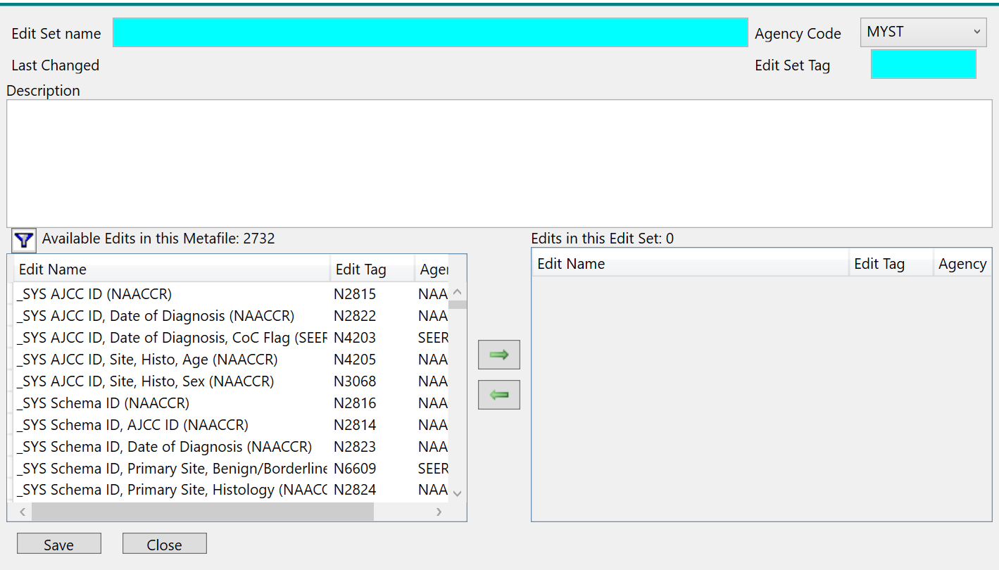 Edit Set name
Agency Code MYST
Last Changed
Edit Set Tag
Description
Available Edits in this Metafile: 2732
Edit Name Edit Tag Agen
_SYS AJCC ID (NAACCR) N2815 NAA
_SYS AJCC ID, Date of Diagnosis (NAACCR) N2822 NAA
_SYS AJCC ID, Date of Diagnosis, CoC Flag (SEER N4203 SEER
_SYS AJCC ID, Site, Histo, Age (NAACCR) N4205 NAA
_SYS AJCC ID, Site, Histo, Sex (NAACCR) N3068 NAA
_SYS Schema ID (NAACCR) N2816 NAA
_SYS Schema ID, AJCC ID (NAACCR) N2814 NAA
_SYS Schema ID, Date of Diagnosis (NAACCR) N2823 NAA
_SYS Schema ID, Primary Site, Benign/Borderline N6609 SEER
_SYS Schema ID, Primary Site, Histology (NAACC N2824 NAA
Edits in this Edit Set: 0
Edit Name Edit Tag Agency
Save Close